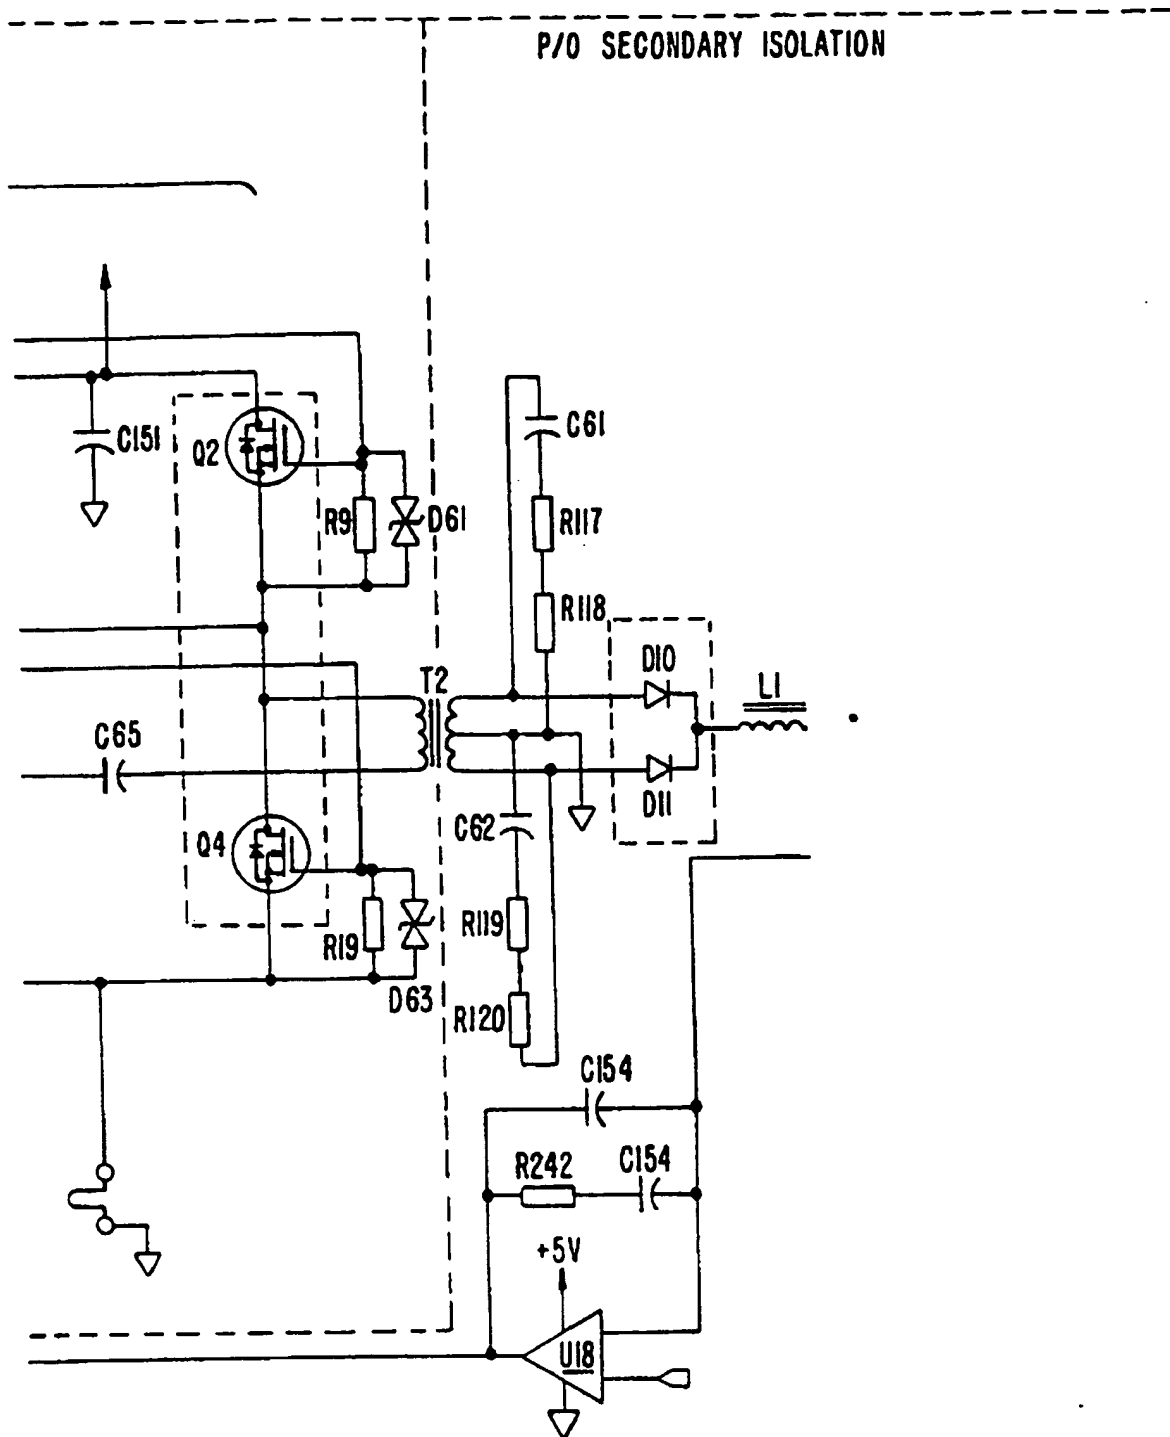 P/O SECONDARY ISOLATION
C151
Q2
R9
D61
C61
R117
R118
T2
D10
L1
C65
D11
C62
Q4
R19
D63
R119
R120
C154
R242
C154
+5V
U18